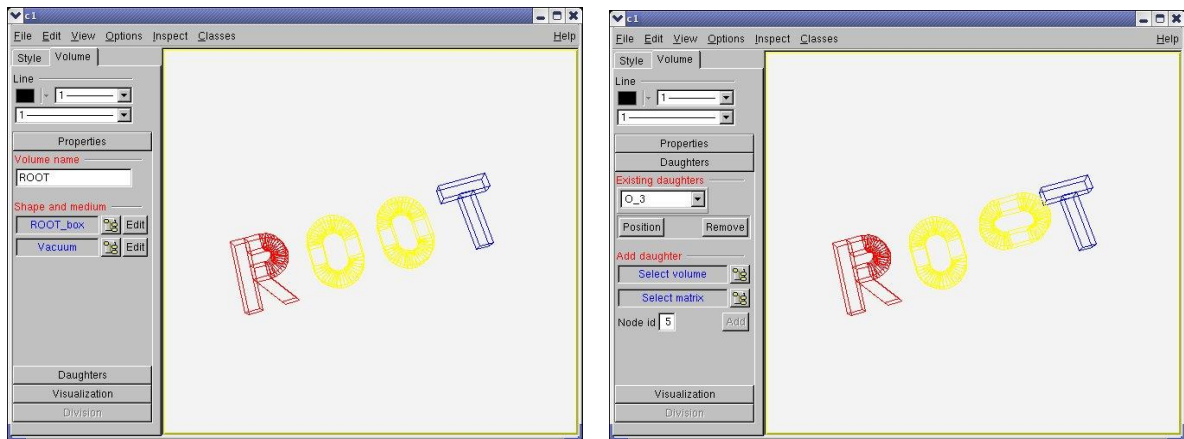 c1
File Edit View Options Inspect Classes Help
Style Volume
Line
1
1
Properties
Volume name
ROOT
Shape and medium
ROOT_box Edit
Vacuum Edit
Daughters
Visualization
Division
ROOT
c1
File Edit View Options Inspect Classes Help
Style Volume
Line
1
1
Properties
Daughters
Existing daughters
O_3
Position Remove
Add daughter
Select volume
Select matrix
Node id 5 Add
Visualization
Division
ROOT